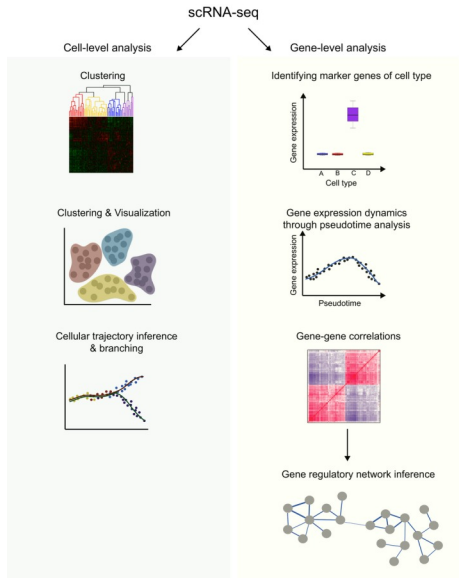 scRNA-seq
Cell-level analysis
Gene-level analysis
Clustering
Clustering & Visualization
Cellular trajectory inference
& branching
Identifying marker genes of cell type
Gene expression
A B C D
Cell type
Gene expression dynamics
through pseudotime analysis
Gene expression
Pseudotime
Gene-gene correlations
Gene regulatory network inference